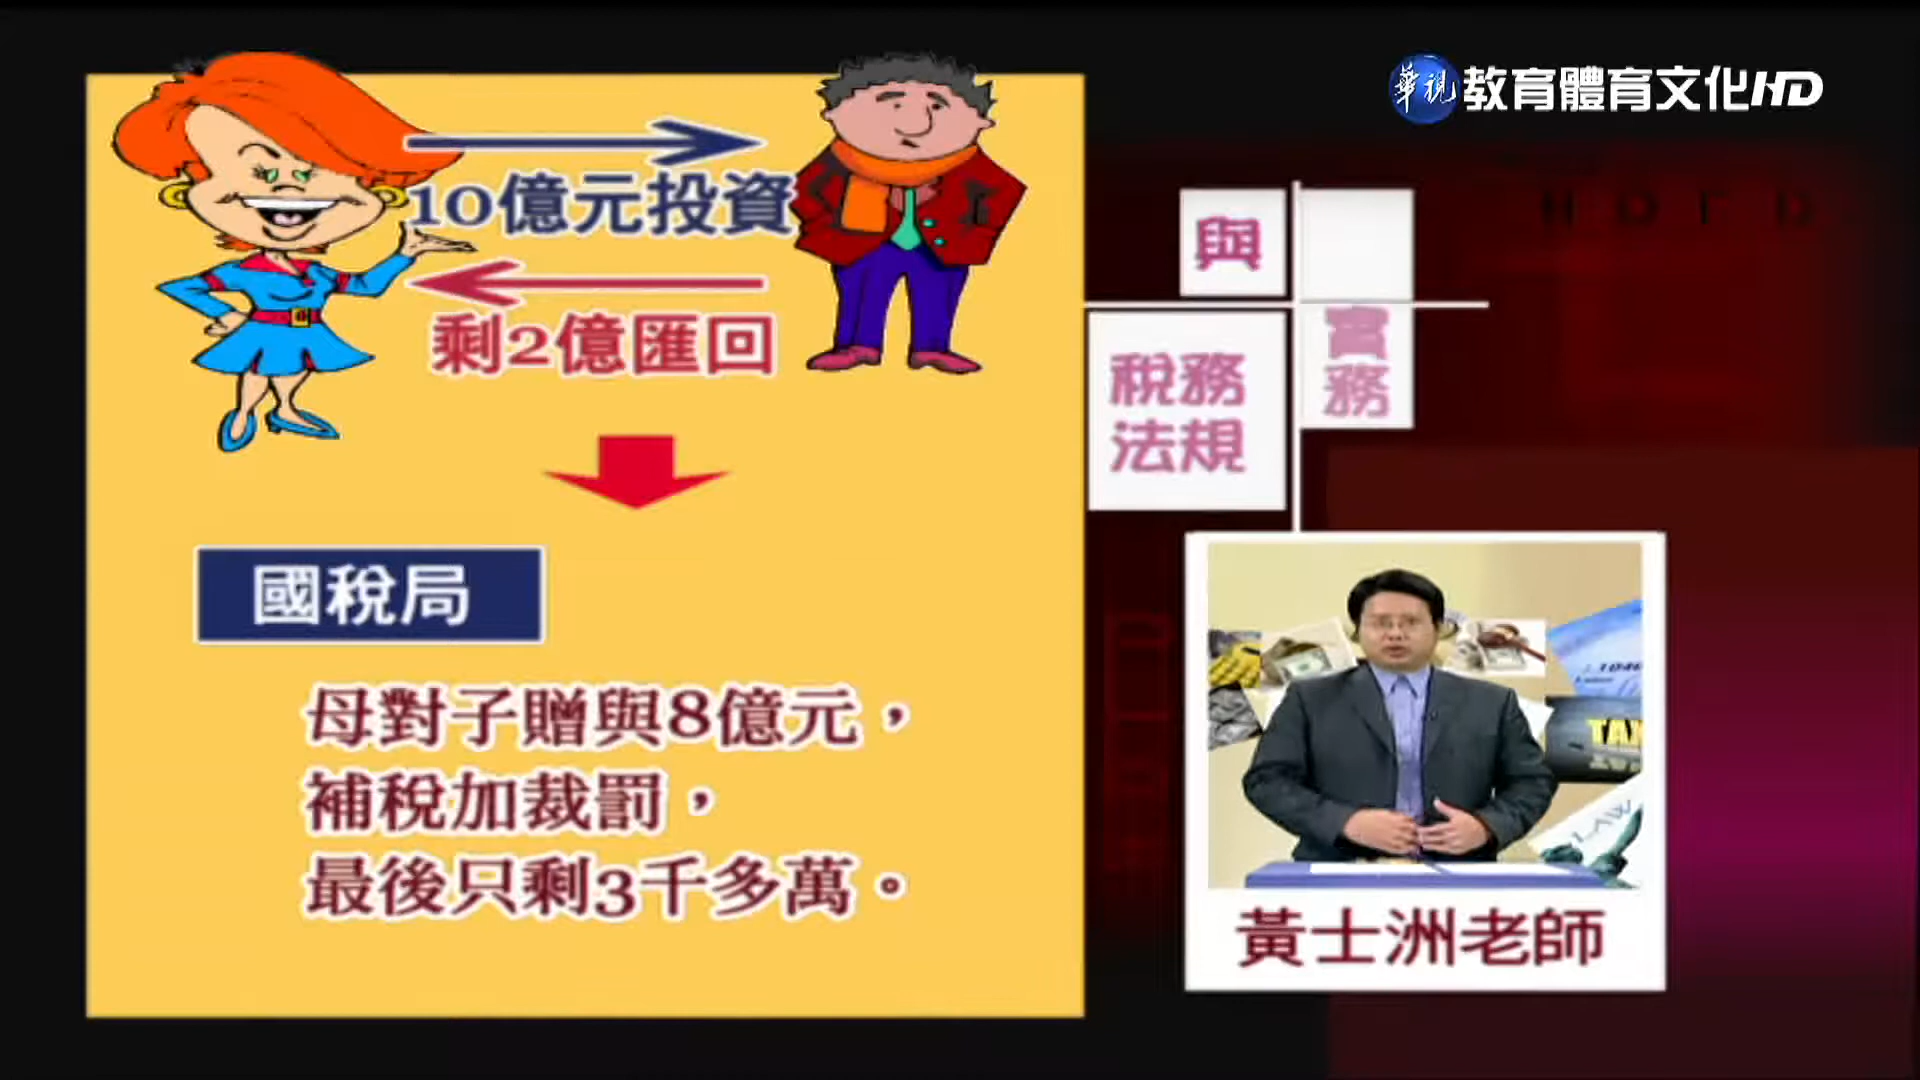 華視 教育體育文化HD
10億元投資
剩2億匯回
國稅局
母對子贈與8億元，
補稅加裁罰，
最後只剩3千多萬。
與
實務
稅務
法規
TAX
黃士洲老師